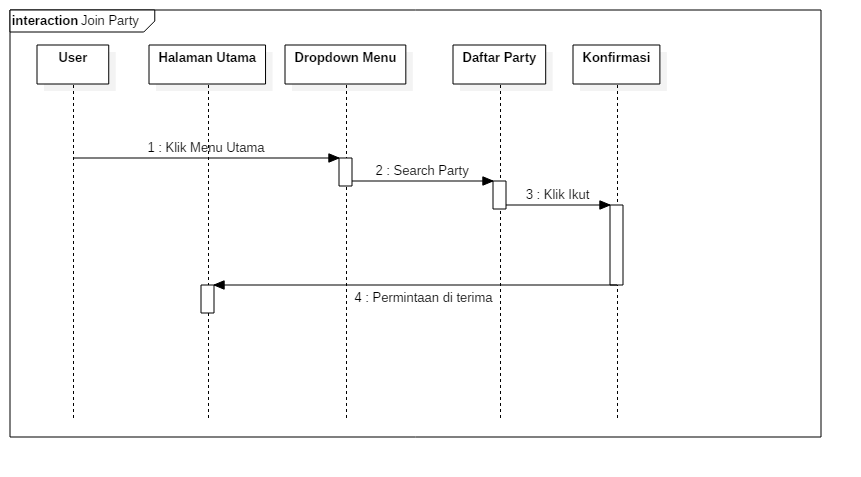 interaction Join Party
User
Halaman Utama
Dropdown Menu
Daftar Party
Konfirmasi
1 : Klik Menu Utama
2 : Search Party
3 : Klik Ikut
4 : Permintaan di terima